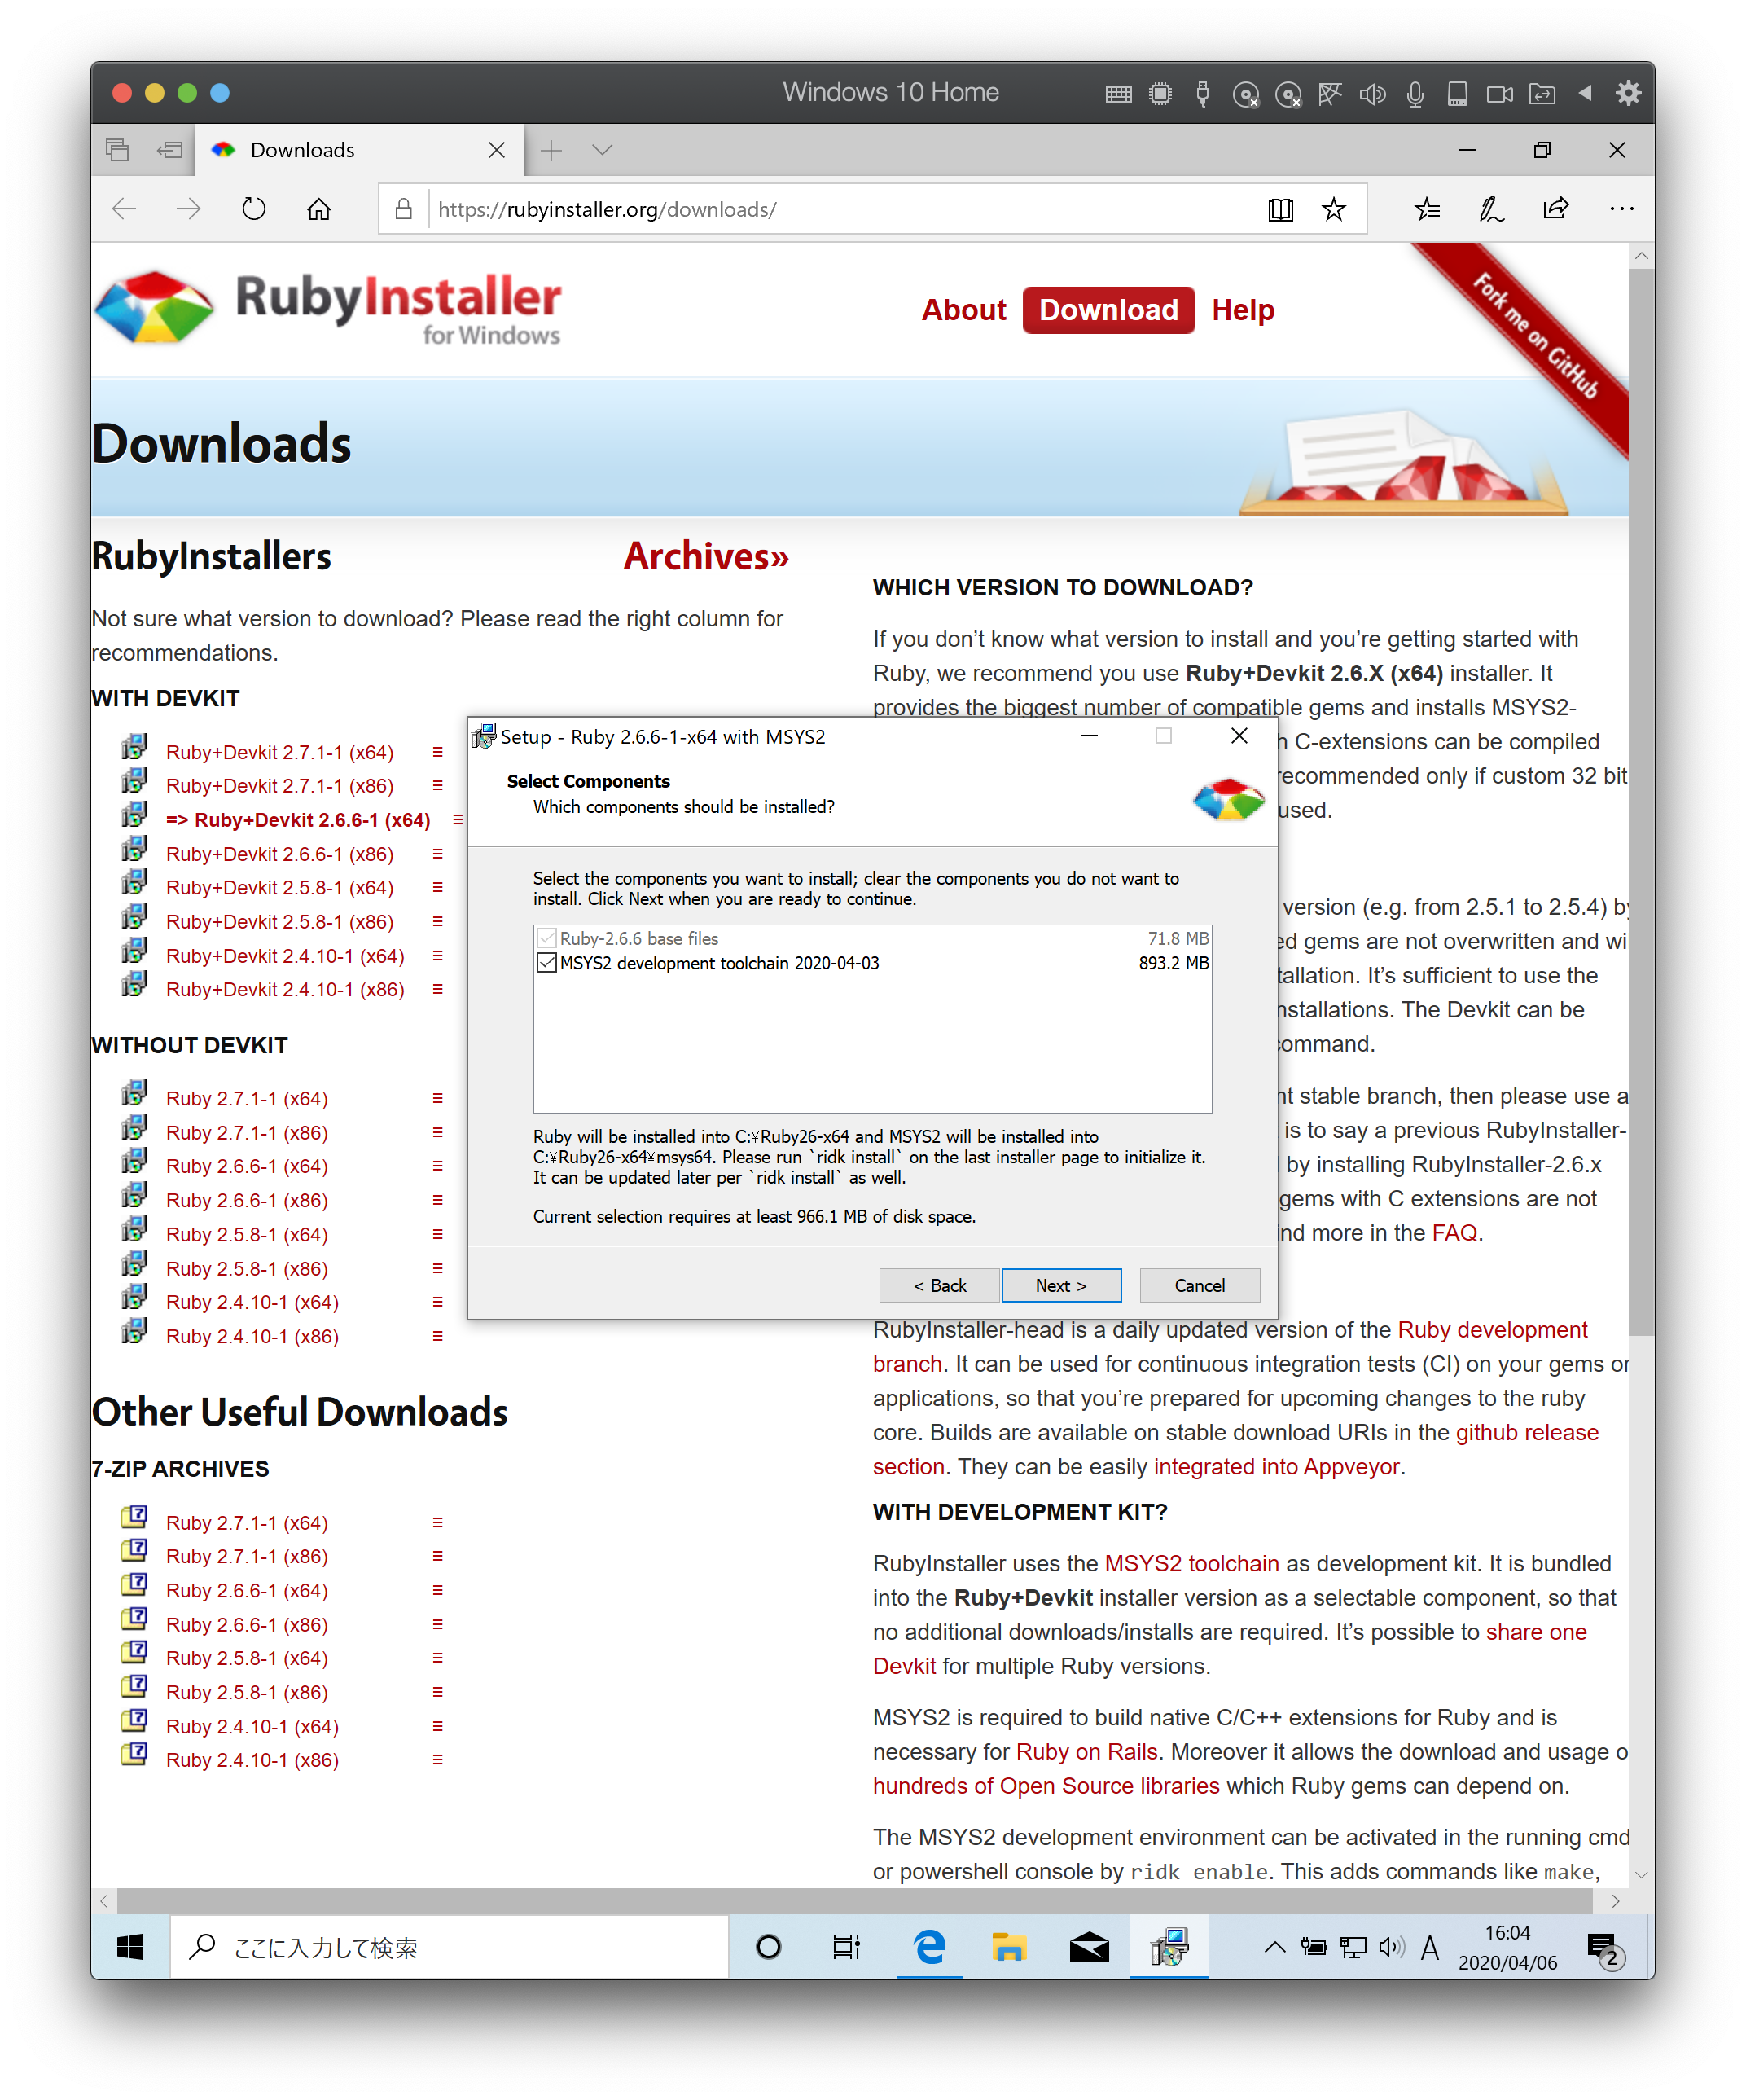 Windows 10 Home
Downloads
https://rubyinstaller.org/downloads/
RubyInstaller
for Windows
About
Download
Help
Fork me on GitHub
Downloads
RubyInstallers
Archives»
Not sure what version to download? Please read the right column for
recommendations.
WITH DEVKIT
Ruby+Devkit 2.7.1-1 (x64)
Ruby+Devkit 2.7.1-1 (x86)
=> Ruby+Devkit 2.6.6-1 (x64)
Ruby+Devkit 2.6.6-1 (x86)
Ruby+Devkit 2.5.8-1 (x64)
Ruby+Devkit 2.5.8-1 (x86)
Ruby+Devkit 2.4.10-1 (x64)
Ruby+Devkit 2.4.10-1 (x86)
WITHOUT DEVKIT
Ruby 2.7.1-1 (x64)
Ruby 2.7.1-1 (x86)
Ruby 2.6.6-1 (x64)
Ruby 2.6.6-1 (x86)
Ruby 2.5.8-1 (x64)
Ruby 2.5.8-1 (x86)
Ruby 2.4.10-1 (x64)
Ruby 2.4.10-1 (x86)
Other Useful Downloads
7-ZIP ARCHIVES
Ruby 2.7.1-1 (x64)
Ruby 2.7.1-1 (x86)
Ruby 2.6.6-1 (x64)
Ruby 2.6.6-1 (x86)
Ruby 2.5.8-1 (x64)
Ruby 2.5.8-1 (x86)
Ruby 2.4.10-1 (x64)
Ruby 2.4.10-1 (x86)
WHICH VERSION TO DOWNLOAD?
If you don’t know what version to install and you’re getting started with
Ruby, we recommend you use Ruby+Devkit 2.6.X (x64) installer. It
provides the biggest number of compatible gems and installs MSYS2-
C-extensions can be compiled
recommended only if custom 32 bit
used.
version (e.g. from 2.5.1 to 2.5.4) by
gems are not overwritten and
It’s sufficient to use the
The Devkit can be
command.
stable branch, then please use a
is to say a previous RubyInstaller-
by installing RubyInstaller-2.6.x
gems with C extensions are not
more in the FAQ.
RubyInstaller-head is a daily updated version of the Ruby development
branch. It can be used for continuous integration tests (CI) on your gems or
applications, so that you’re prepared for upcoming changes to the ruby
core. Builds are available on stable download URIs in the github release
section. They can be easily integrated into Appveyor.
WITH DEVELOPMENT KIT?
RubyInstaller uses the MSYS2 toolchain as development kit. It is bundled
into the Ruby+Devkit installer version as a selectable component, so that
no additional downloads/installs are required. It’s possible to share one
Devkit for multiple Ruby versions.
MSYS2 is required to build native C/C++ extensions for Ruby and is
necessary for Ruby on Rails. Moreover it allows the download and usage o
hundreds of Open Source libraries which Ruby gems can depend on.
The MSYS2 development environment can be activated in the running cmd
or powershell console by ridk enable. This adds commands like make,
Setup - Ruby 2.6.6-1-x64 with MSYS2
Select Components
Which components should be installed?
Select the components you want to install; clear the components you do not want to
install. Click Next when you are ready to continue.
Ruby-2.6.6 base files 71.8 MB
MSYS2 development toolchain 2020-04-03 893.2 MB
Ruby will be installed into C:¥Ruby26-x64 and MSYS2 will be installed into
C:¥Ruby26-x64¥msys64. Please run `ridk install` on the last installer page to initialize it.
It can be updated later per `ridk install` as well.
Current selection requires at least 966.1 MB of disk space.
< Back
Next >
Cancel
ここに入力して検索
A
16:04
2020/04/06
2